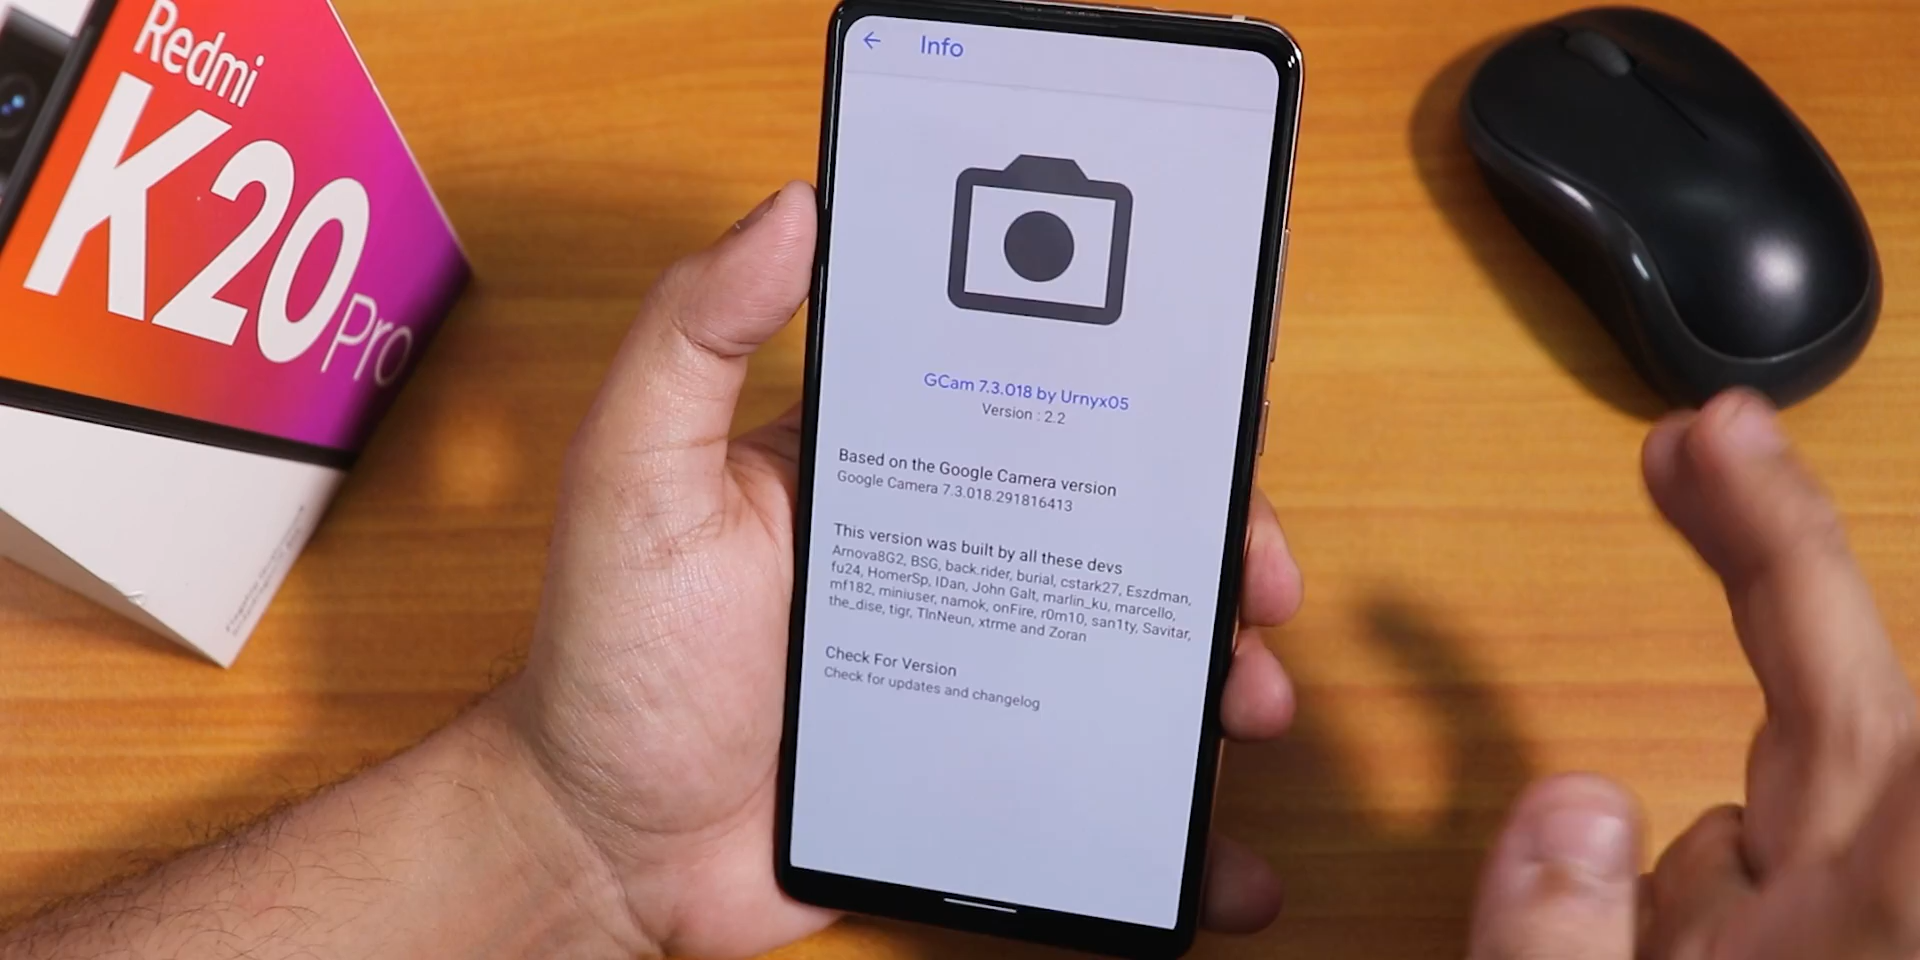 Redmi
K20 Pro
Info
GCam 7.3.018 by Urnyx05
Version : 2.2
Based on the Google Camera version
Google Camera 7.3.018.291816413
This version was built by all these devs
Arnova8G2, BSG, back.rider, burial, cstark27, Eszdman,
fu24, HomerSp, IDan, John Galt, marlin_ku, marcello,
mf182, miniuser, namok, onFire, r0m10, san1ty, Savitar,
the_dise, tigr, TlnNeun, xtrme and Zoran
Check For Version
Check for updates and changelog